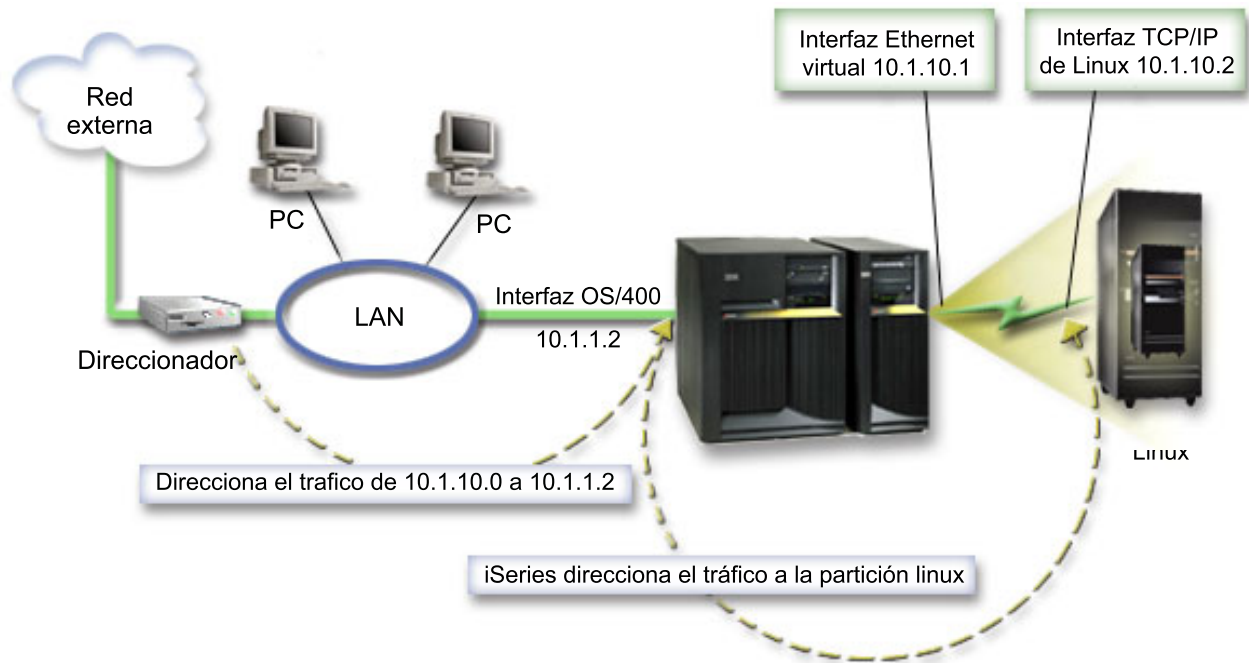 Interfaz Ethernet
virtual 10.1.10.1
Interfaz TCP/IP
de Linux 10.1.10.2
Red
externa
PC
PC
Interfaz OS/400
LAN
10.1.1.2
Direccionador
Linux
Direcciona el trafico de 10.1.10.0 a 10.1.1.2
iSeries direcciona el tráfico a la partición linux